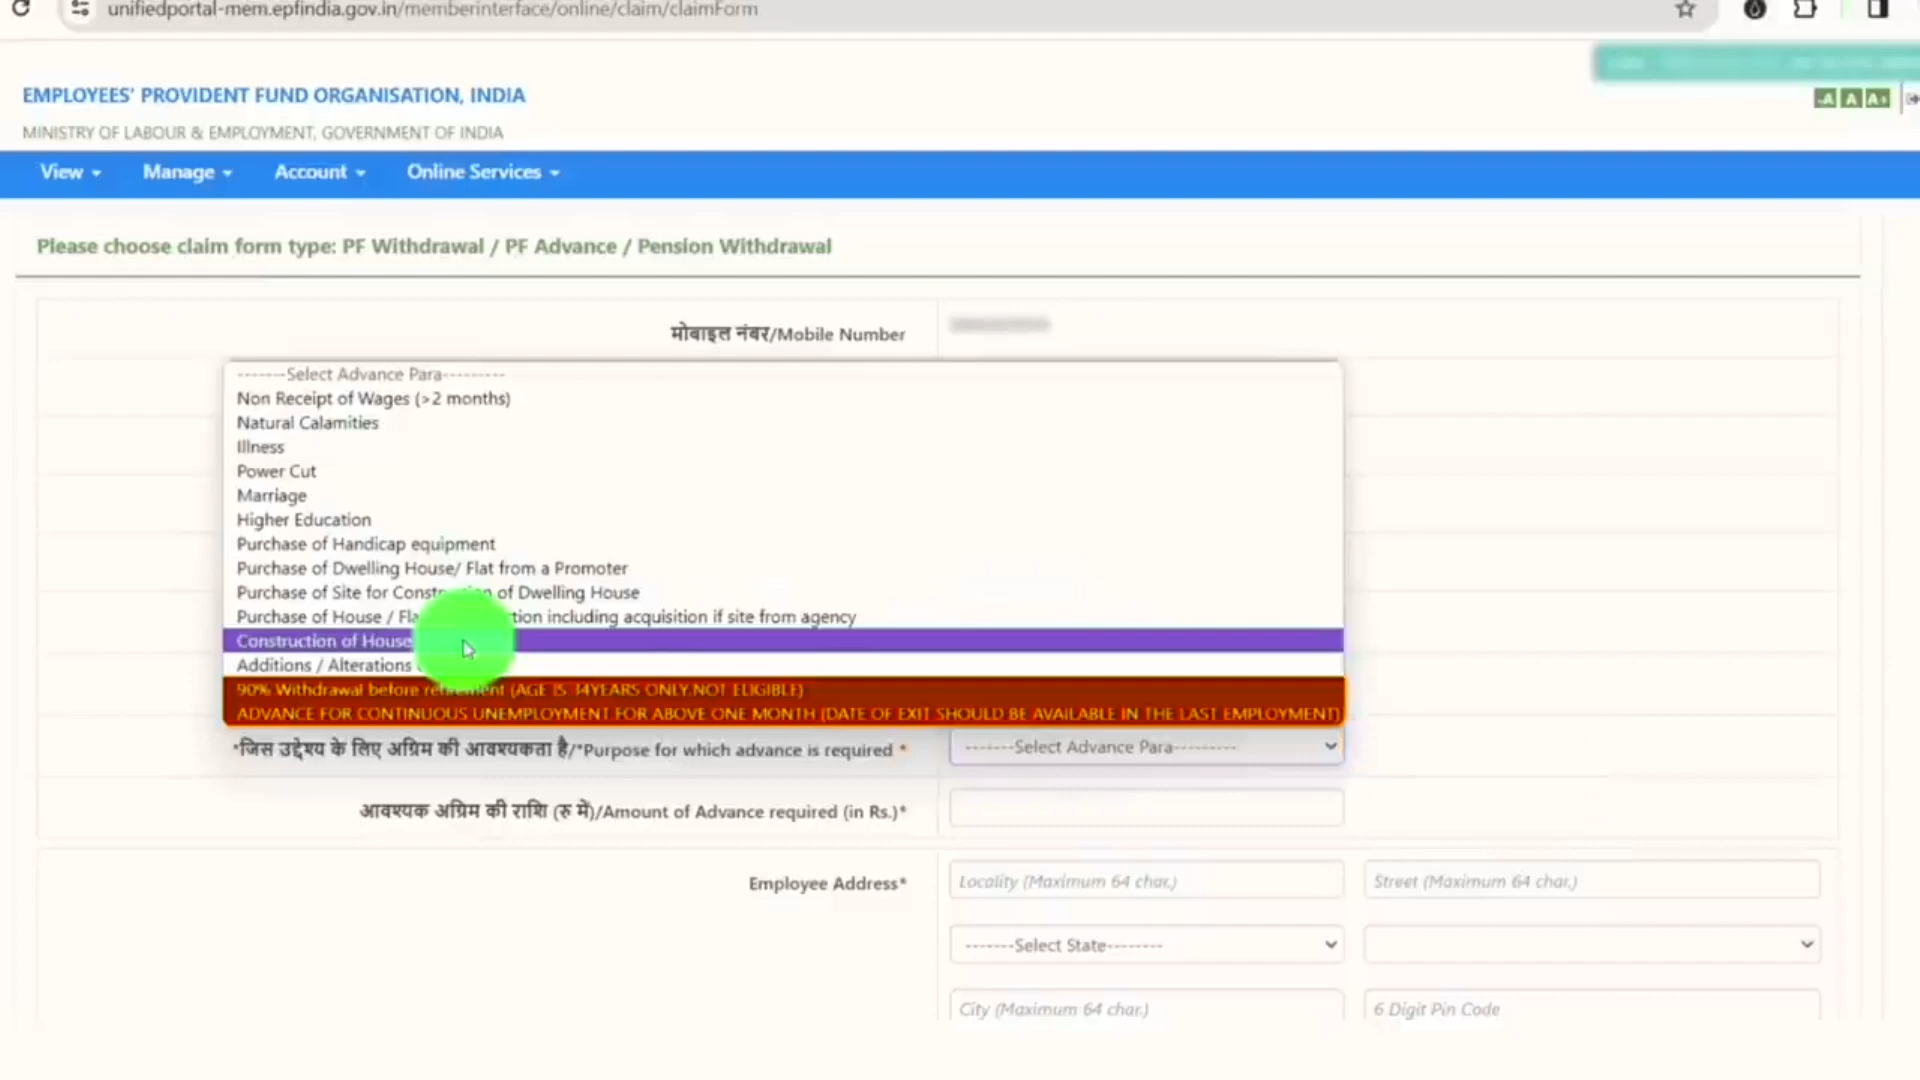 unifiedportal-mem.epfindia.gov.in/memberinterface/online/claim/claimForm
EMPLOYEES' PROVIDENT FUND ORGANISATION, INDIA
-A A A+
MINISTRY OF LABOUR & EMPLOYMENT, GOVERNMENT OF INDIA
View Manage Account Online Services
Please choose claim form type: PF Withdrawal / PF Advance / Pension Withdrawal
मोबाइल नंबर/Mobile Number
-------Select Advance Para---------
Non Receipt of Wages (>2 months)
Natural Calamities
Illness
Power Cut
Marriage
Higher Education
Purchase of Handicap equipment
Purchase of Dwelling House/ Flat from a Promoter
Purchase of Site for Construction of Dwelling House
Purchase of House / including acquisition if site from agency
Construction of House
Additions / Alterations
90% Withdrawal before retirement (AGE IS 34YEARS ONLY.NOT ELIGIBLE)
ADVANCE FOR CONTINUOUS UNEMPLOYMENT FOR ABOVE ONE MONTH (DATE OF EXIT SHOULD BE AVAILABLE IN THE LAST EMPLOYMENT)
*जिस उद्देश्य के लिए अग्रिम की आवश्यकता है/*Purpose for which advance is required * -------Select Advance Para---------
आवश्यक अग्रिम की राशि (रु में)/Amount of Advance required (in Rs.)*
Employee Address* Locality (Maximum 64 char.) Street (Maximum 64 char.)
-------Select State--------
City (Maximum 64 char.) 6 Digit Pin Code